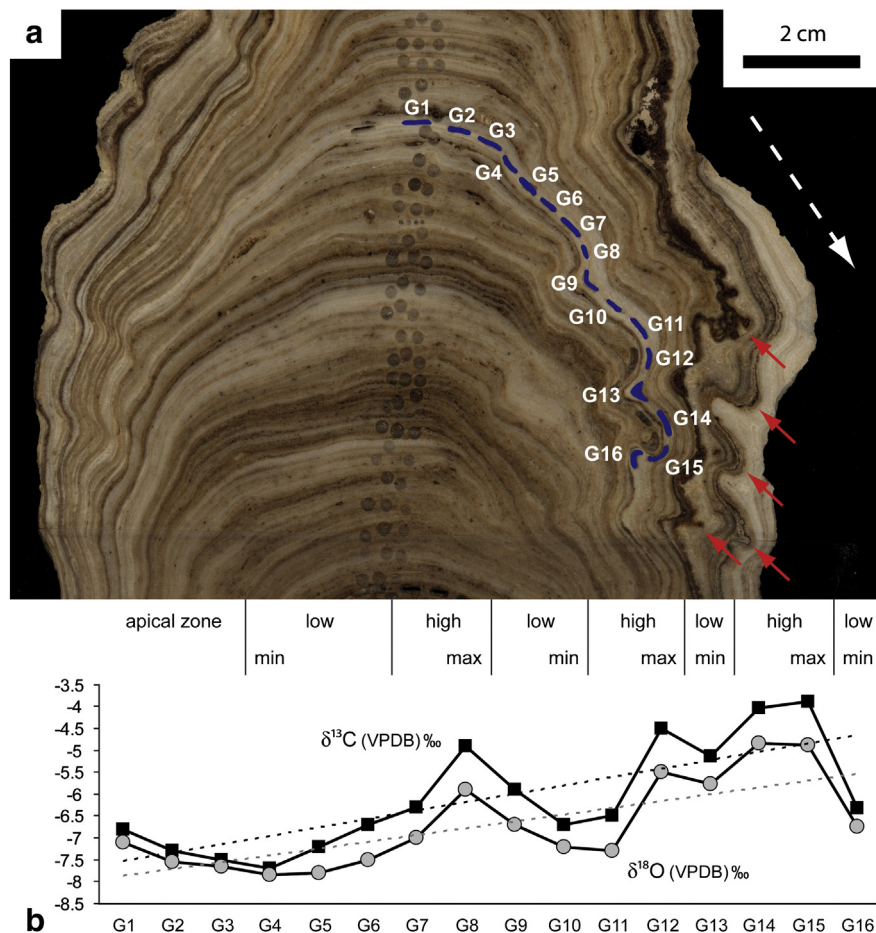 a
2 cm
G1
G2
G3
G4
G5
G6
G7
G8
G9
G10
G11
G12
G13
G14
G15
G16
apical zone low high low high low high low
min max min max min max min
b
-3.5
-4
-4.5
-5
-5.5
-6
-6.5
-7
-7.5
-8
-8.5
δ¹³C (VPDB) ‰
δ¹⁸O (VPDB) ‰
G1 G2 G3 G4 G5 G6 G7 G8 G9 G10 G11 G12 G13 G14 G15 G16